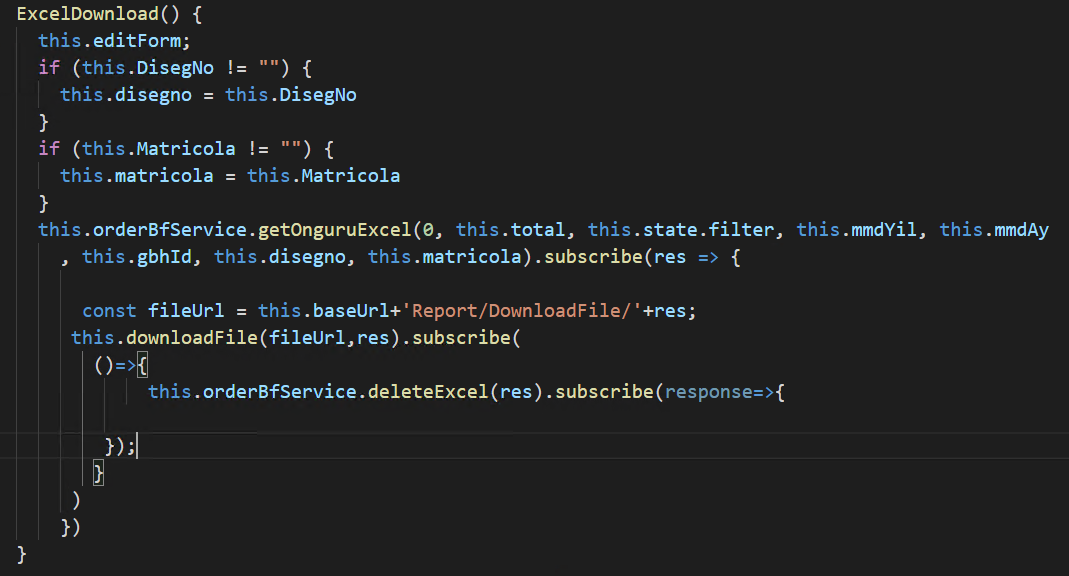 ExcelDownload() {
this.editForm;
if (this.DisegNo != "") {
this.disegno = this.DisegNo
}
if (this.Matricola != "") {
this.matricola = this.Matricola
}
this.orderBfService.getOnguruExcel(0, this.total, this.state.filter, this.mmdYil, this.mmdAy
, this.gbhId, this.disegno, this.matricola).subscribe(res => {
const fileUrl = this.baseUrl+'Report/DownloadFile/'+res;
this.downloadFile(fileUrl,res).subscribe(
()=>{
this.orderBfService.deleteExcel(res).subscribe(response=>{
});
}
)
})
}